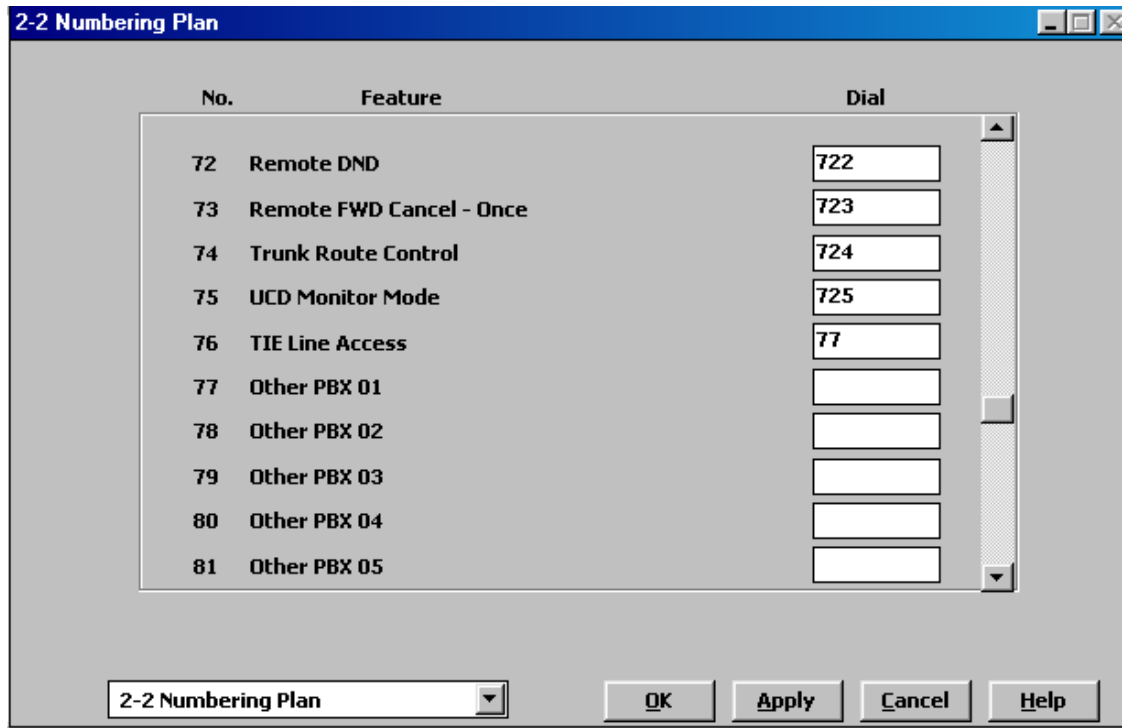 2-2 Numbering Plan
No. Feature Dial
72 Remote DND 722
73 Remote FWD Cancel - Once 723
74 Trunk Route Control 724
75 UCD Monitor Mode 725
76 TIE Line Access 77
77 Other PBX 01
78 Other PBX 02
79 Other PBX 03
80 Other PBX 04
81 Other PBX 05
2-2 Numbering Plan OK Apply Cancel Help